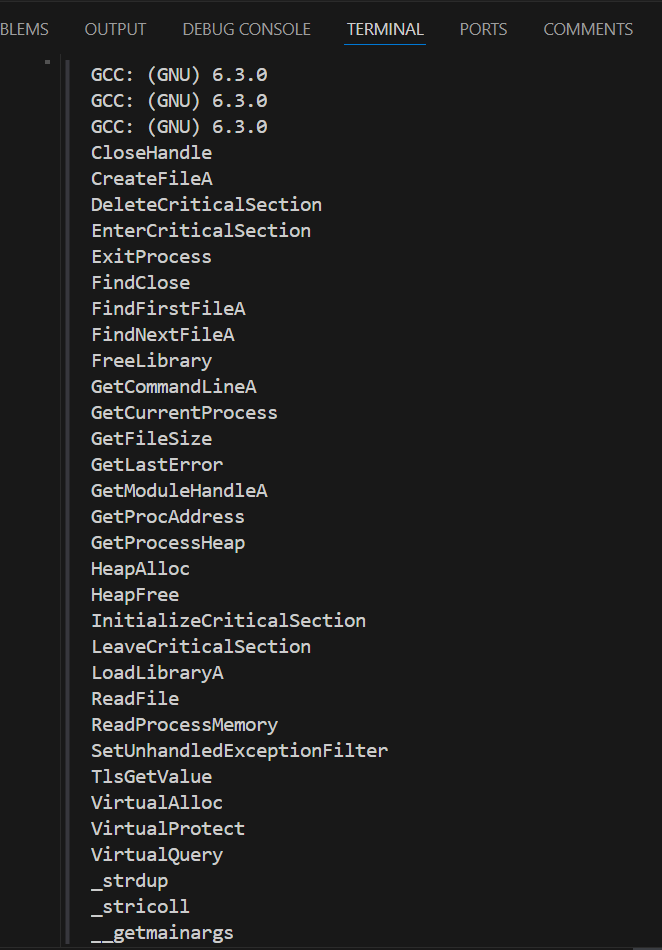 BLEMS OUTPUT DEBUG CONSOLE TERMINAL PORTS COMMENTS
GCC: (GNU) 6.3.0
GCC: (GNU) 6.3.0
GCC: (GNU) 6.3.0
CloseHandle
CreateFileA
DeleteCriticalSection
EnterCriticalSection
ExitProcess
FindClose
FindFirstFileA
FindNextFileA
FreeLibrary
GetCommandLineA
GetCurrentProcess
GetFileSize
GetLastError
GetModuleHandleA
GetProcAddress
GetProcessHeap
HeapAlloc
HeapFree
InitializeCriticalSection
LeaveCriticalSection
LoadLibraryA
ReadFile
ReadProcessMemory
SetUnhandledExceptionFilter
TlsGetValue
VirtualAlloc
VirtualProtect
VirtualQuery
_strdup
_stricoll
__getmainargs